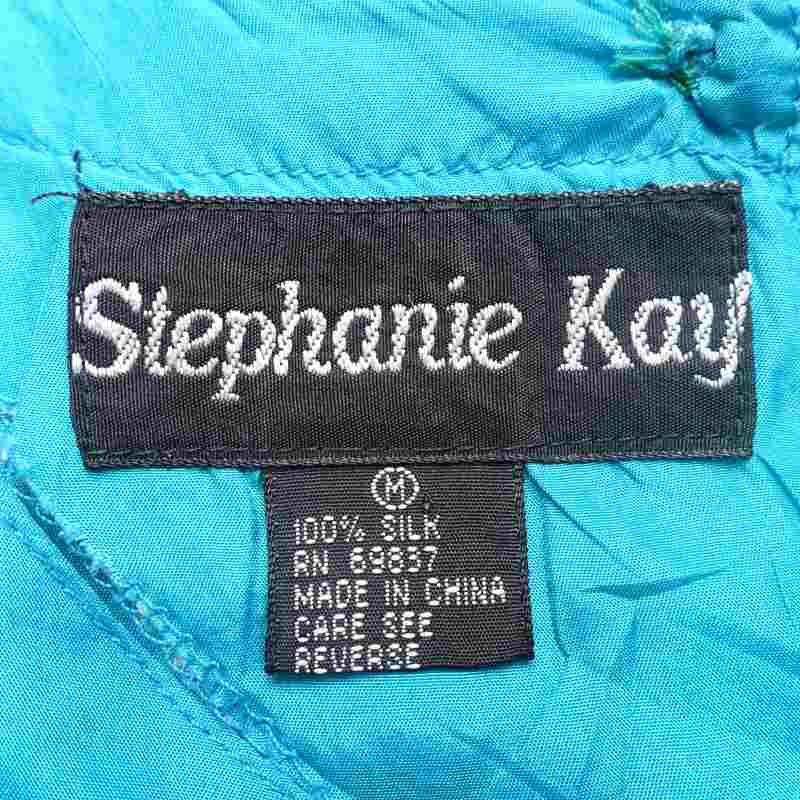 Stephanie Kay
M
100% SILK
RN 69837
MADE IN CHINA
CARE SEE
REVERSE